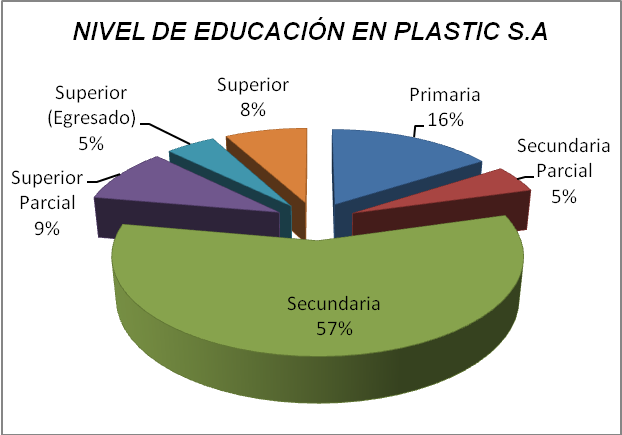 NIVEL DE EDUCACIÓN EN PLASTIC S.A
Superior
8%
Primaria
16%
Superior
(Egresado)
5%
Secundaria
Parcial
5%
Superior
Parcial
9%
Secundaria
57%